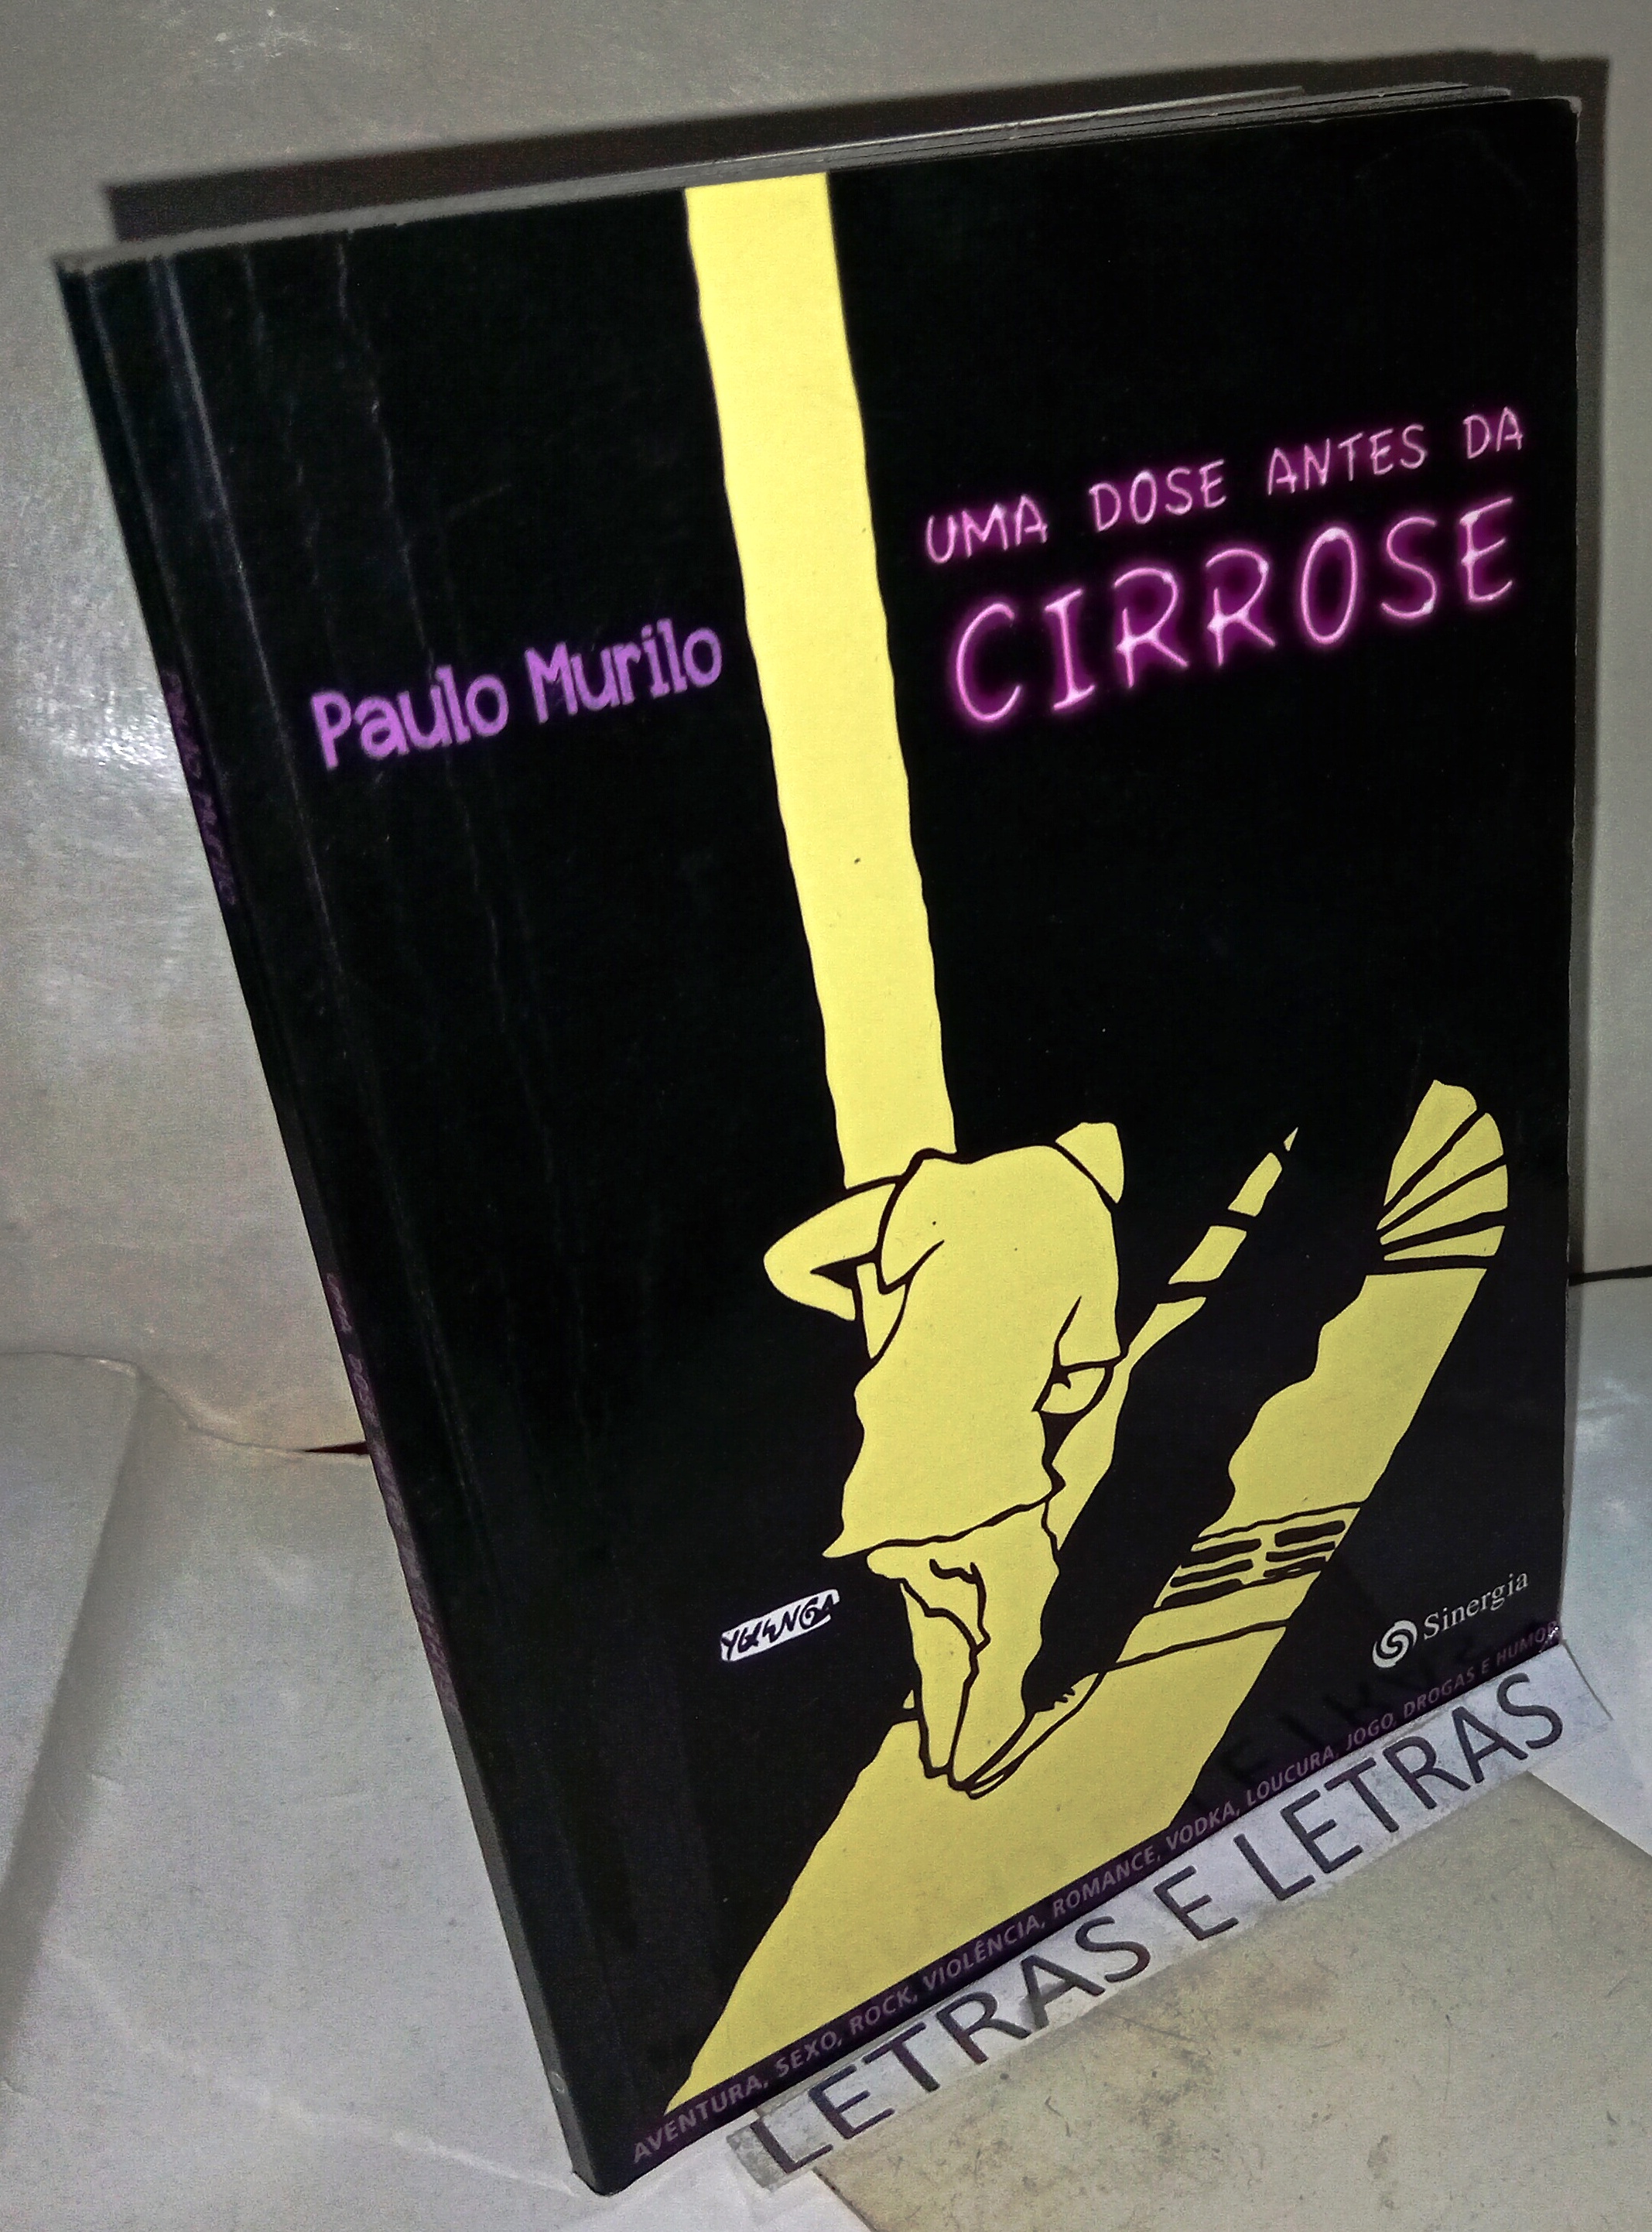 UMA DOSE ANTES DA
CIRROSE
Paulo Murilo
Sinergia
AVENTURA, SEXO, ROCK, VIOLÊNCIA, ROMANCE, VODKA, LOUCURA, JOGO, DROGAS E HUMOR
LETRAS E LETRAS